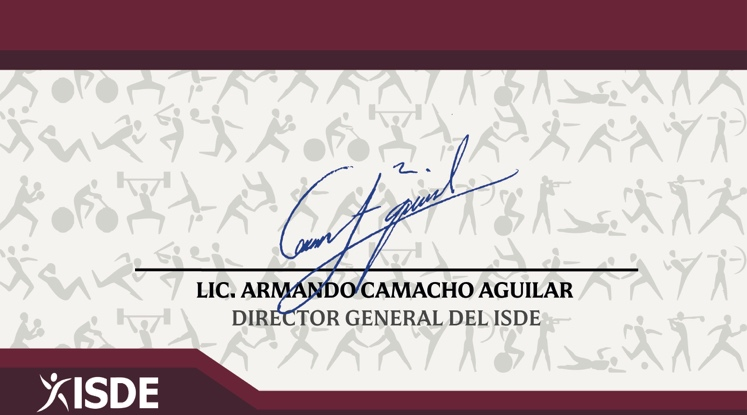 LIC. ARMANDO CAMACHO AGUILAR
DIRECTOR GENERAL DEL ISDE
ISDE